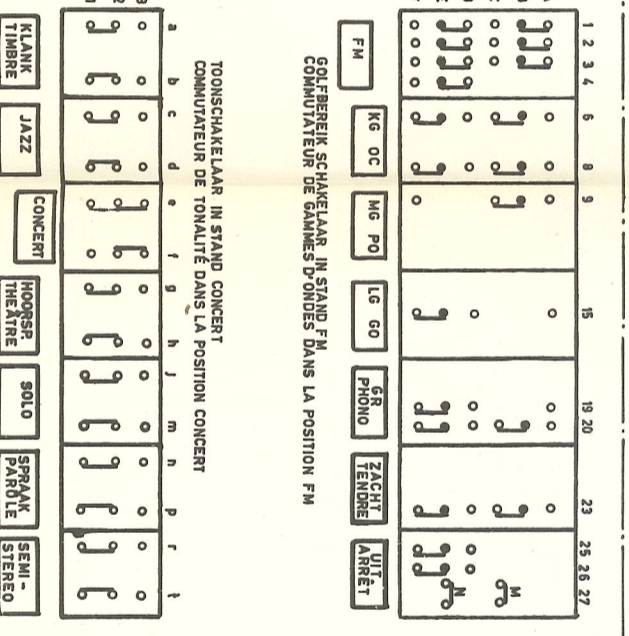 1 2 3 4 6 8 9 15 19 20 23 25 26 27
M
N
FM
KG OC
MG PO
LG GO
GR
PHONO
ZACHT
TENDRE
UIT.
ARRÊT
GOLFBEREIK SCHAKELAAR IN STAND FM
COMMUTATEUR DE GAMMES D'ONDES DANS LA POSITION FM
TOONSCHAKELAAR IN STAND CONCERT
COMMUTATEUR DE TONALITÉ DANS LA POSITION CONCERT
a b c d e f g h j m n p r t
KLANK
TIMBRE
JAZZ
CONCERT
HOORSP.
THEÂTRE
SOLO
SPRAAK
PAROLE
SEMI-
STEREO